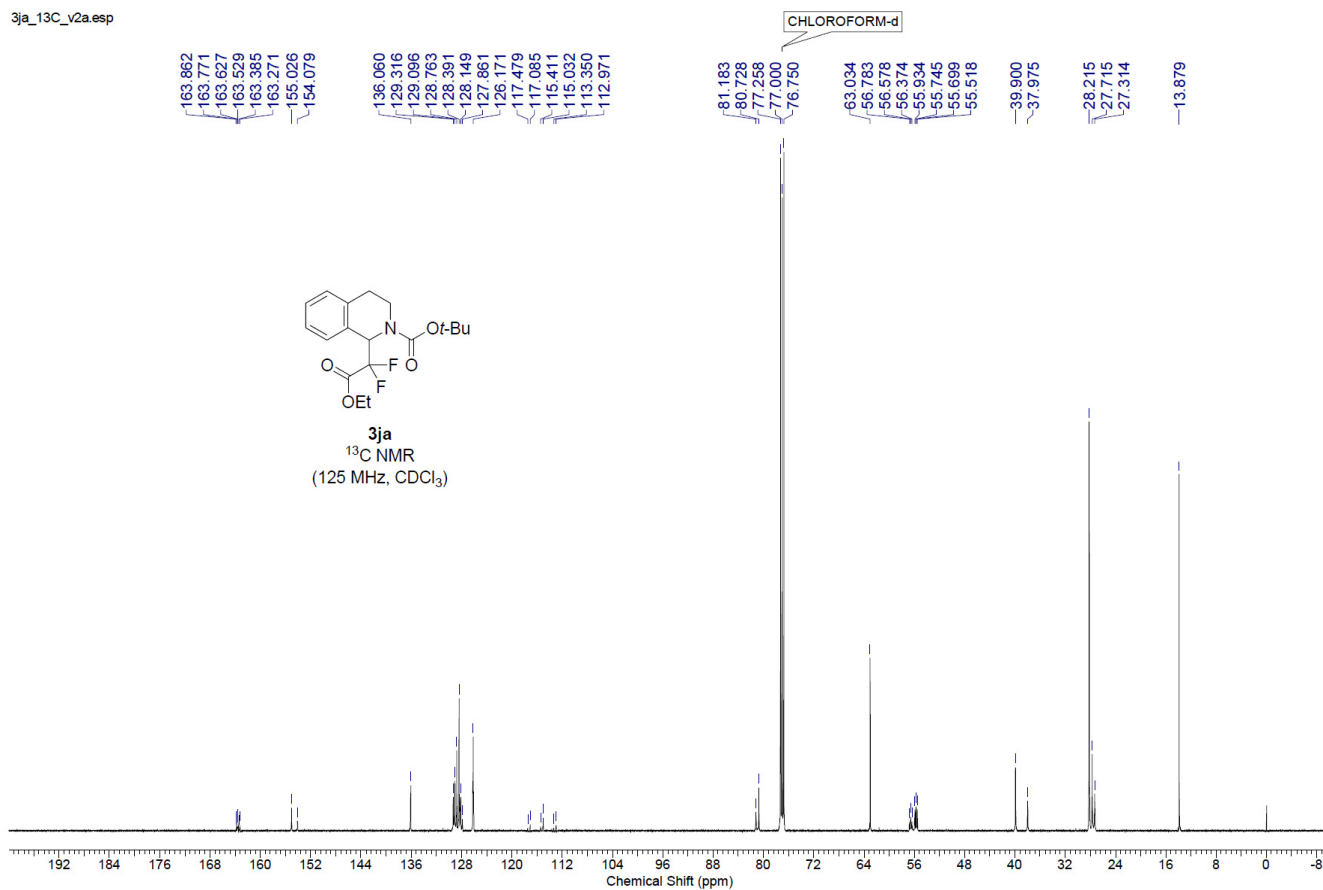 3ja_13C_v2a.esp
CHLOROFORM-d
163.862
163.771
163.627
163.529
163.385
163.271
155.026
154.079
136.060
129.316
129.096
128.763
128.391
128.149
127.861
126.171
117.479
117.085
115.411
115.032
113.350
112.971
81.183
80.728
77.258
77.000
76.750
63.034
56.783
56.578
56.374
55.934
55.745
55.699
55.518
39.900
37.975
28.215
27.715
27.314
13.879
N
Ot-Bu
O
O
F
F
OEt
3ja
¹³C NMR
(125 MHz, CDCl₃)
192 184 176 168 160 152 144 136 128 120 112 104 96 88 80 72 64 56 48 40 32 24 16 8 0 -8
Chemical Shift (ppm)